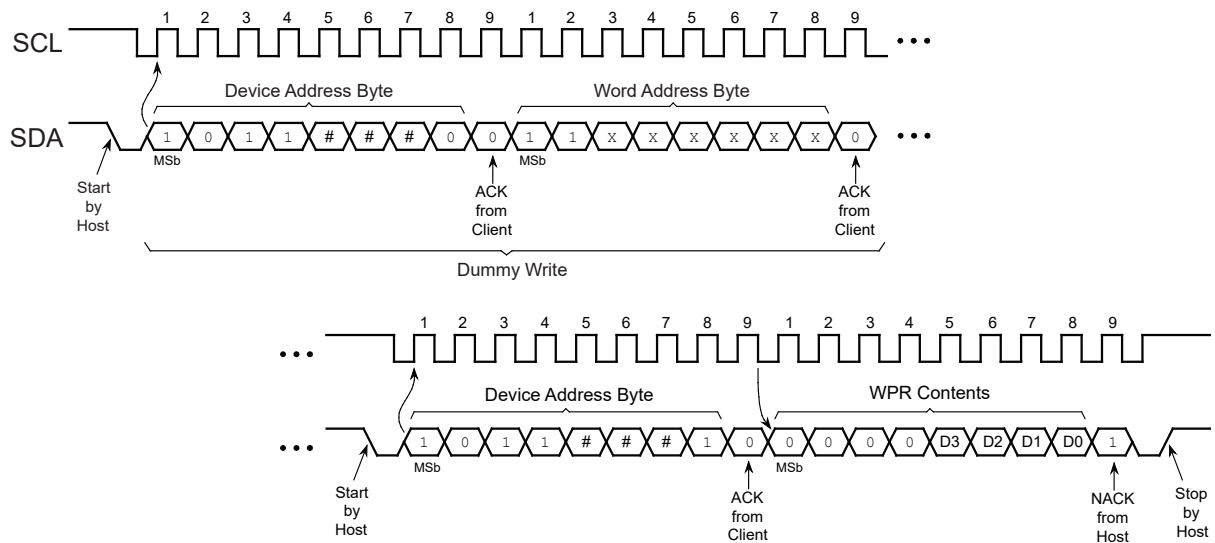 1 2 3 4 5 6 7 8 9 1 2 3 4 5 6 7 8 9
SCL
Device Address Byte Word Address Byte
SDA 1 0 1 1 # # # 0 0 1 1 X X X X X X 0
MSb MSb
Start
by
Host
ACK
from
Client
ACK
from
Client
Dummy Write
1 2 3 4 5 6 7 8 9 1 2 3 4 5 6 7 8 9
Device Address Byte WPR Contents
1 0 1 1 # # # 1 0 0 0 0 0 D3 D2 D1 D0 1
MSb MSb
Start
by
Host
ACK
from
Client
NACK
from
Host
Stop
by
Host